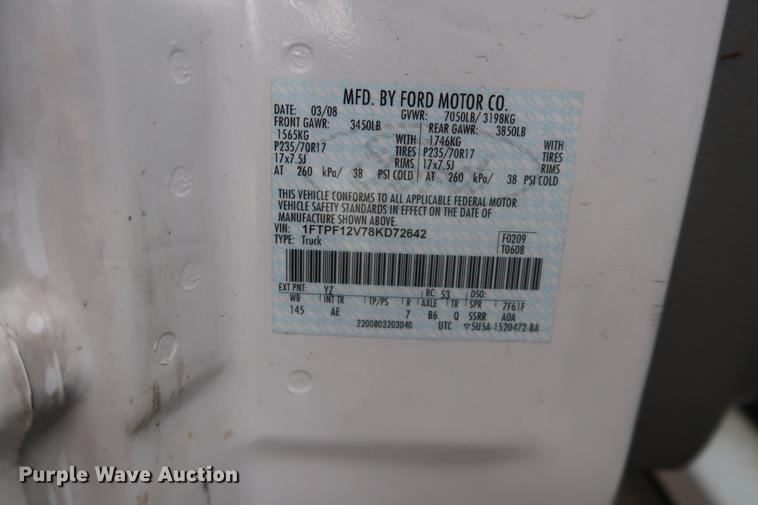 MFD. BY FORD MOTOR CO.
DATE: 03/08 GVWR: 7050LB/ 3198KG
FRONT GAWR: 3450LB REAR GAWR: 3850LB
1565KG WITH 1746KG WITH
P235/70R17 TIRES P235/70R17 TIRES
17x7.5J RIMS 17x7.5J RIMS
AT 260 kPa/ 38 PSI COLD AT 260 kPa/ 38 PSI COLD
THIS VEHICLE CONFORMS TO ALL APPLICABLE FEDERAL MOTOR
VEHICLE SAFETY STANDARDS IN EFFECT ON THE DATE OF
MANUFACTURE SHOWN ABOVE.
VIN: 1FTPF12V78KD72642 F0209
TYPE: Truck T0608
EXT PNT: YZ RC: 53 DSO:
WB INT TR TP/PS R AXLE TR SPR 7F61F
145 AE 7 B6 Q SSRR A0A
2200803203040 UTC ▽5U5A-1520472-BA
Purple Wave Auction